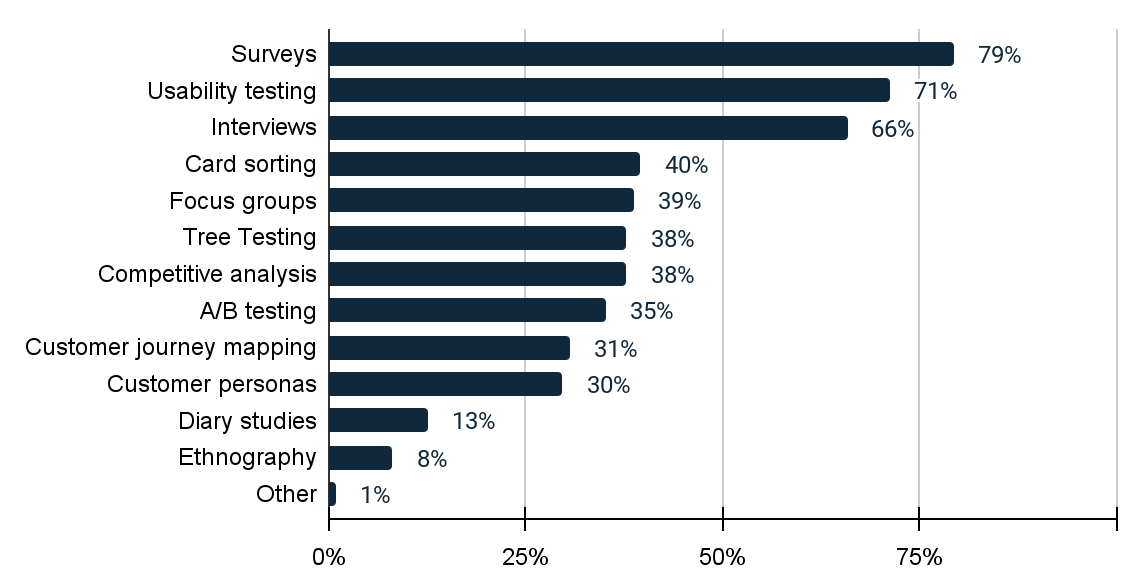 Surveys 79%
Usability testing 71%
Interviews 66%
Card sorting 40%
Focus groups 39%
Tree Testing 38%
Competitive analysis 38%
A/B testing 35%
Customer journey mapping 31%
Customer personas 30%
Diary studies 13%
Ethnography 8%
Other 1%
0% 25% 50% 75%